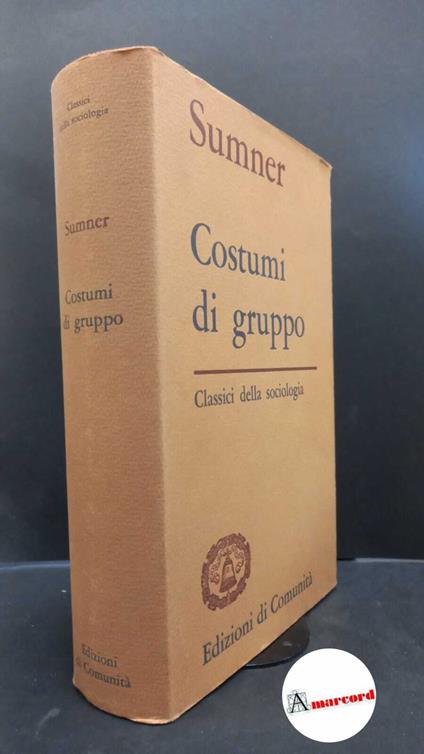 Classici
della sociologia
Sumner
Costumi
di gruppo
Edizioni
di Comunità
Sumner
Costumi
di gruppo
Classici della sociologia
Edizioni di Comunità
Amarcord